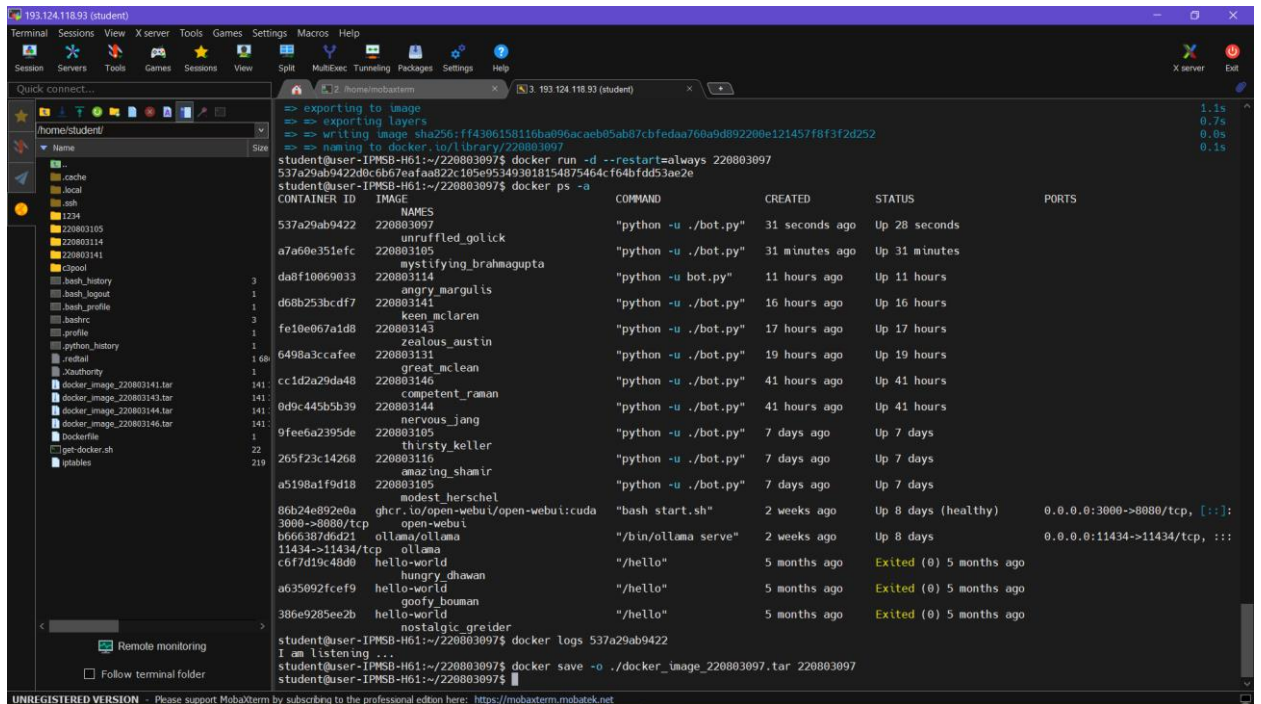 193.124.118.93 (student)
Terminal Sessions View X server Tools Games Settings Macros Help
Session Servers Tools Games Sessions View Split MultiExec Tunneling Packages Settings Help X server Exit
Quick connect...
2. /home/mobaxterm
3. 193.124.118.93 (student)
/home/student/
Name Size
..
.cache
.local
.ssh
1234
220803105
220803114
220803141
c3pool
.bash_history 3
.bash_logout 1
.bash_profile 1
.bashrc 3
.profile 1
.python_history 1
.redtail 1 68
.Xauthority 1
docker_image_220803141.tar 141
docker_image_220803143.tar 141
docker_image_220803144.tar 141
docker_image_220803146.tar 141
Dockerfile 1
get-docker.sh 22
iptables 219
Remote monitoring
Follow terminal folder
=> exporting to image 1.1s
=> => exporting layers 0.7s
=> => writing image sha256:ff4306158116ba096acaeb05ab87cbfedaa760a9d892200e121457f8f3f2d252 0.0s
=> => naming to docker.io/library/220803097 0.1s
student@user-IPMSB-H61:~/220803097$ docker run -d --restart=always 220803097
537a29ab9422d0c6b67eafaa822c105e953493018154875464cf64bfdd53ae2e
student@user-IPMSB-H61:~/220803097$ docker ps -a
CONTAINER ID IMAGE COMMAND CREATED STATUS PORTS
NAMES
537a29ab9422 220803097 "python -u ./bot.py" 31 seconds ago Up 28 seconds
unruffled_golick
a7a60e351efc 220803105 "python -u ./bot.py" 31 minutes ago Up 31 minutes
mystifying_brahmagupta
da8f10069033 220803114 "python -u bot.py" 11 hours ago Up 11 hours
angry_margulis
d68b253bcdf7 220803141 "python -u ./bot.py" 16 hours ago Up 16 hours
keen_mclaren
fe10e067a1d8 220803143 "python -u ./bot.py" 17 hours ago Up 17 hours
zealous_austin
6498a3ccafee 220803131 "python -u ./bot.py" 19 hours ago Up 19 hours
great_mclean
cc1d2a29da48 220803146 "python -u ./bot.py" 41 hours ago Up 41 hours
competent_raman
0d9c445b5b39 220803144 "python -u ./bot.py" 41 hours ago Up 41 hours
nervous_jang
9fee6a2395de 220803105 "python -u ./bot.py" 7 days ago Up 7 days
thirsty_keller
265f23c14268 220803116 "python -u ./bot.py" 7 days ago Up 7 days
amazing_shamir
a5198a1f9d18 220803105 "python -u ./bot.py" 7 days ago Up 7 days
modest_herschel
86b24e892e0a ghcr.io/open-webui/open-webui:cuda "bash start.sh" 2 weeks ago Up 8 days (healthy) 0.0.0.0:3000->8080/tcp, [::]:
3000->8080/tcp open-webui
b666387d6d21 ollama/ollama "/bin/ollama serve" 2 weeks ago Up 8 days 0.0.0.0:11434->11434/tcp, :::
11434->11434/tcp ollama
c6f7d19c48d0 hello-world "/hello" 5 months ago Exited (0) 5 months ago
hungry_dhawan
a635092fcef9 hello-world "/hello" 5 months ago Exited (0) 5 months ago
goofy_bouman
386e9285ee2b hello-world "/hello" 5 months ago Exited (0) 5 months ago
nostalgic_greider
student@user-IPMSB-H61:~/220803097$ docker logs 537a29ab9422
I am listening ...
student@user-IPMSB-H61:~/220803097$ docker save -o ./docker_image_220803097.tar 220803097
student@user-IPMSB-H61:~/220803097$
UNREGISTERED VERSION - Please support MobaXterm by subscribing to the professional edition here: https://mobaxterm.mobatek.net